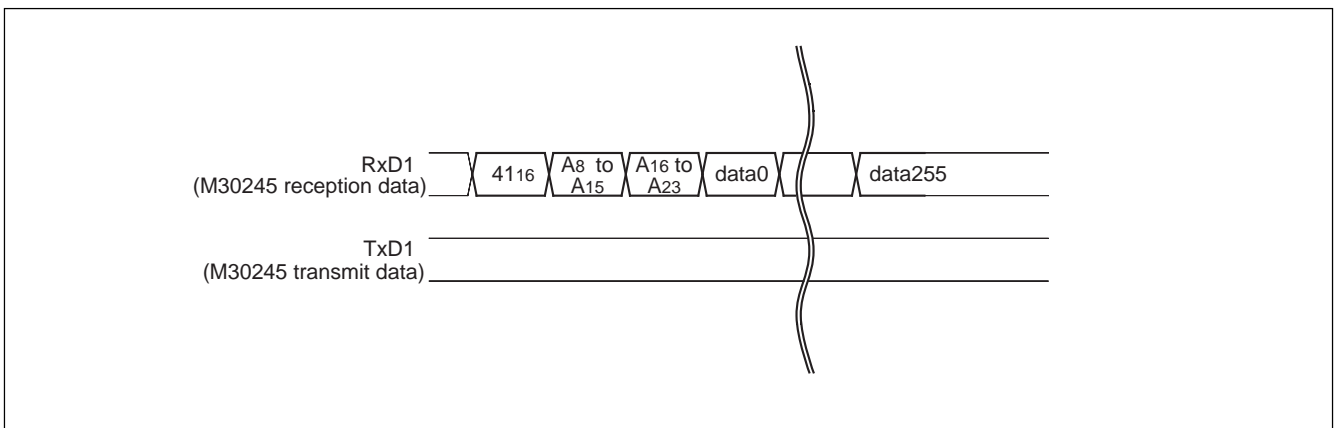 RxD1
(M30245 reception data)
4116
A8 to
A15
A16 to
A23
data0
data255
TxD1
(M30245 transmit data)